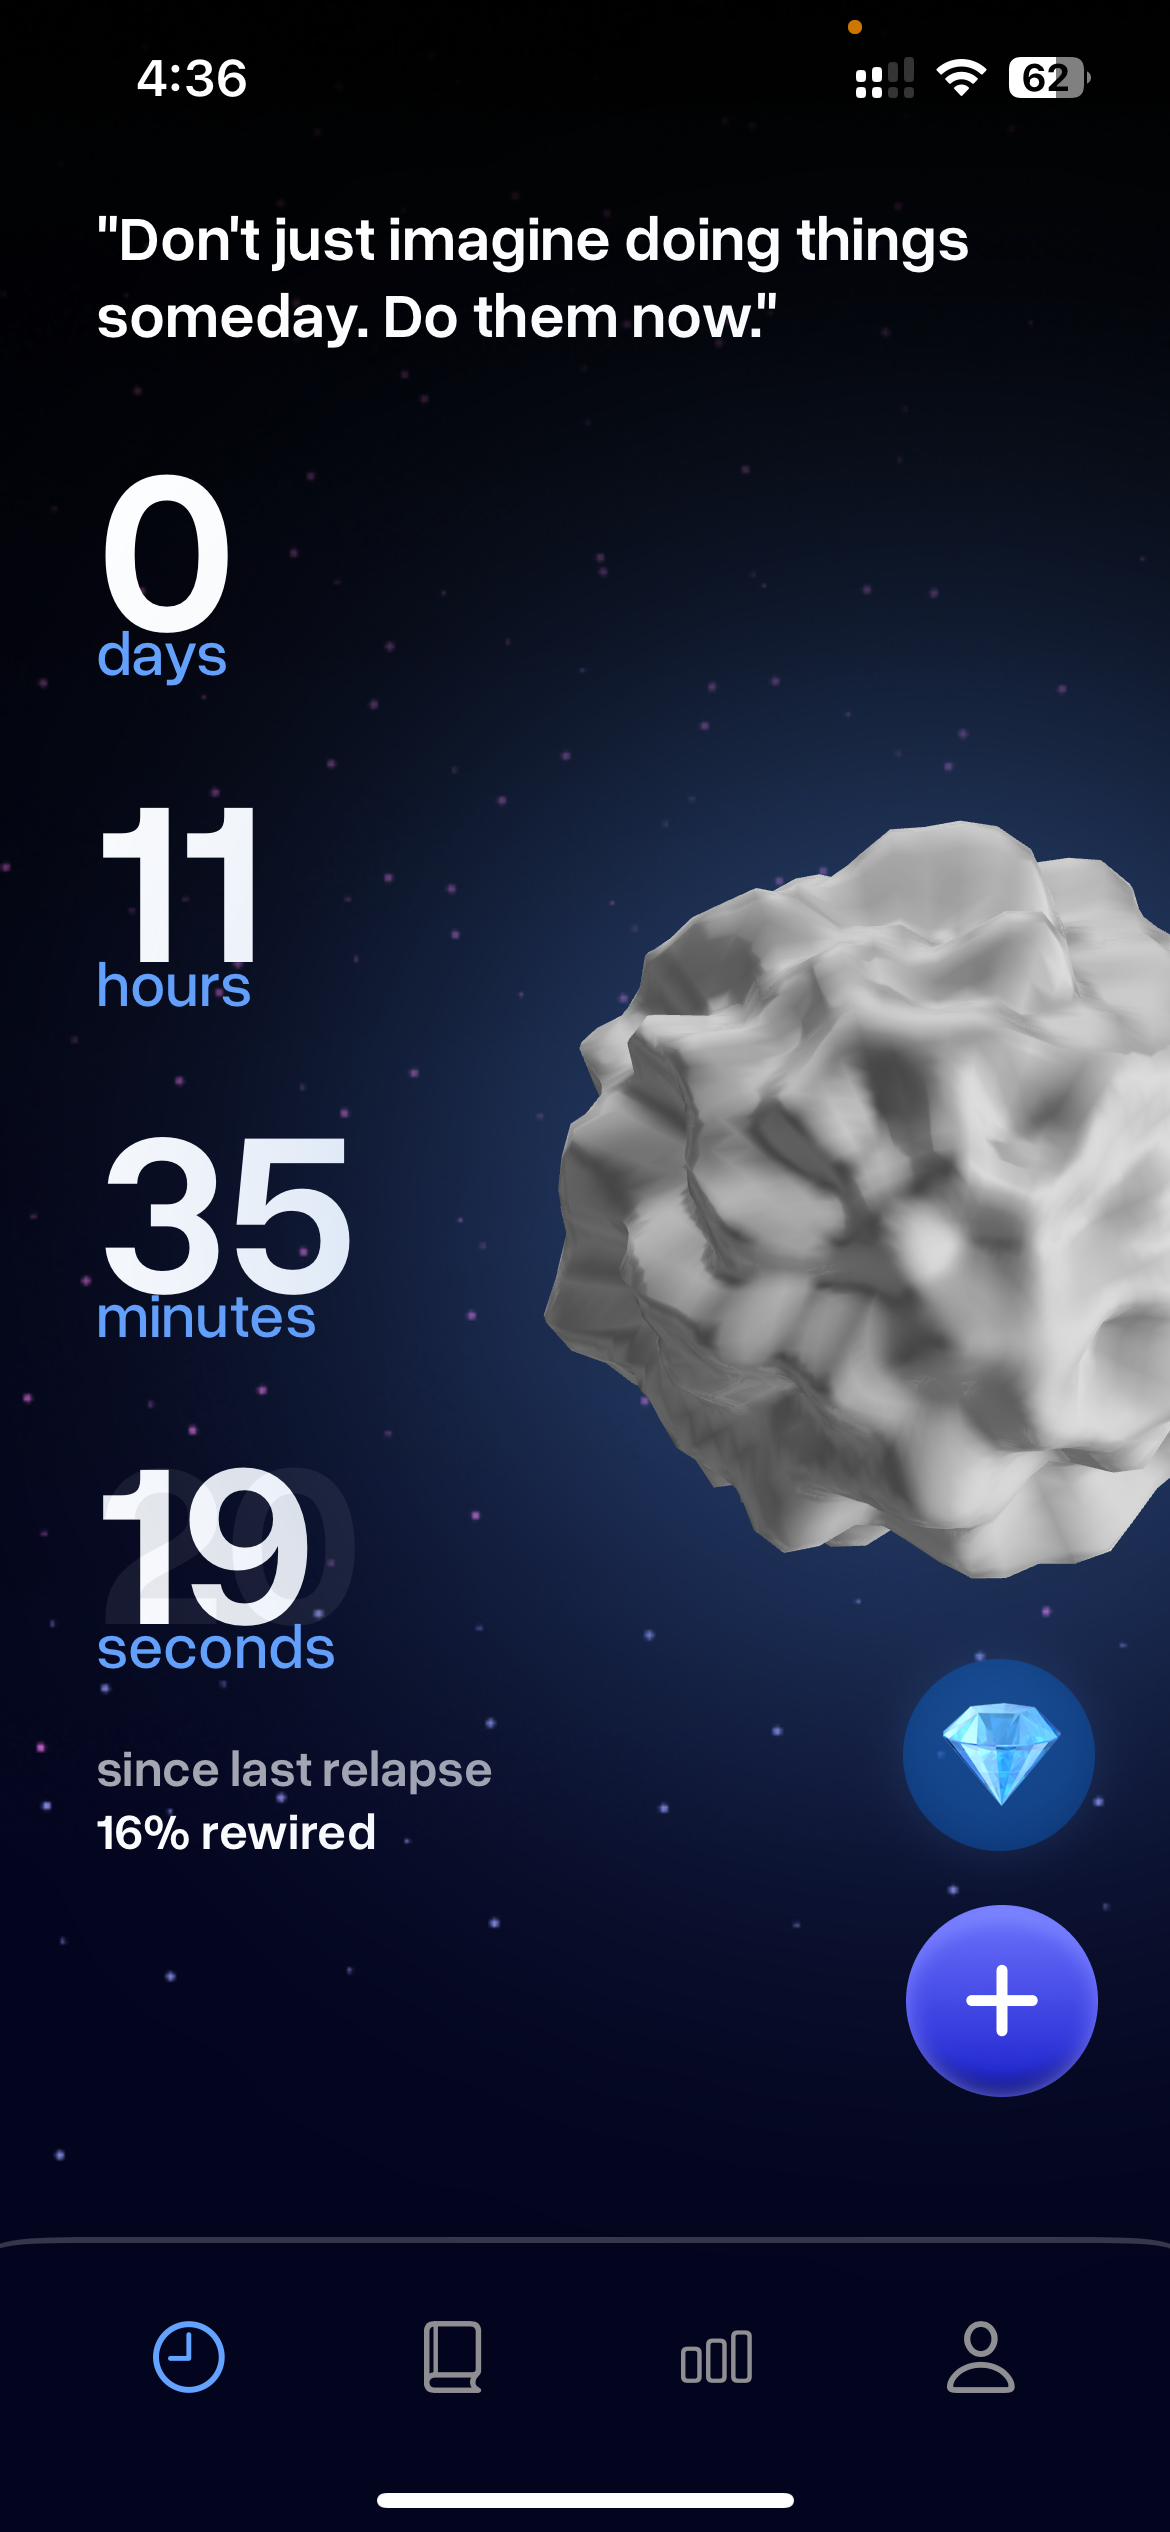 4:36
62
"Don't just imagine doing things
someday. Do them now."
0
days
11
hours
35
minutes
19
seconds
since last relapse
16% rewired